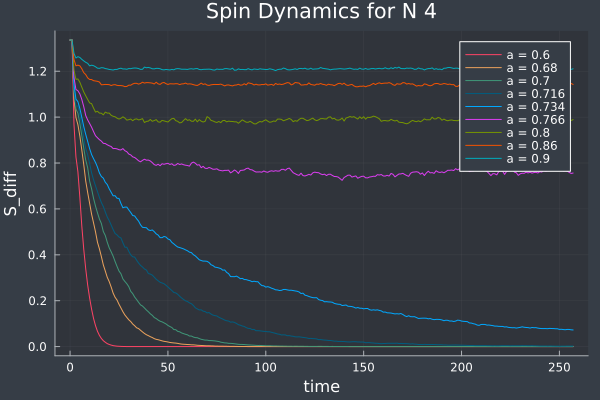 Spin Dynamics for N 4
S_diff
1.2
1.0
0.8
0.6
0.4
0.2
0.0
0
50
100
150
200
250
time
a = 0.6
a = 0.68
a = 0.7
a = 0.716
a = 0.734
a = 0.766
a = 0.8
a = 0.86
a = 0.9